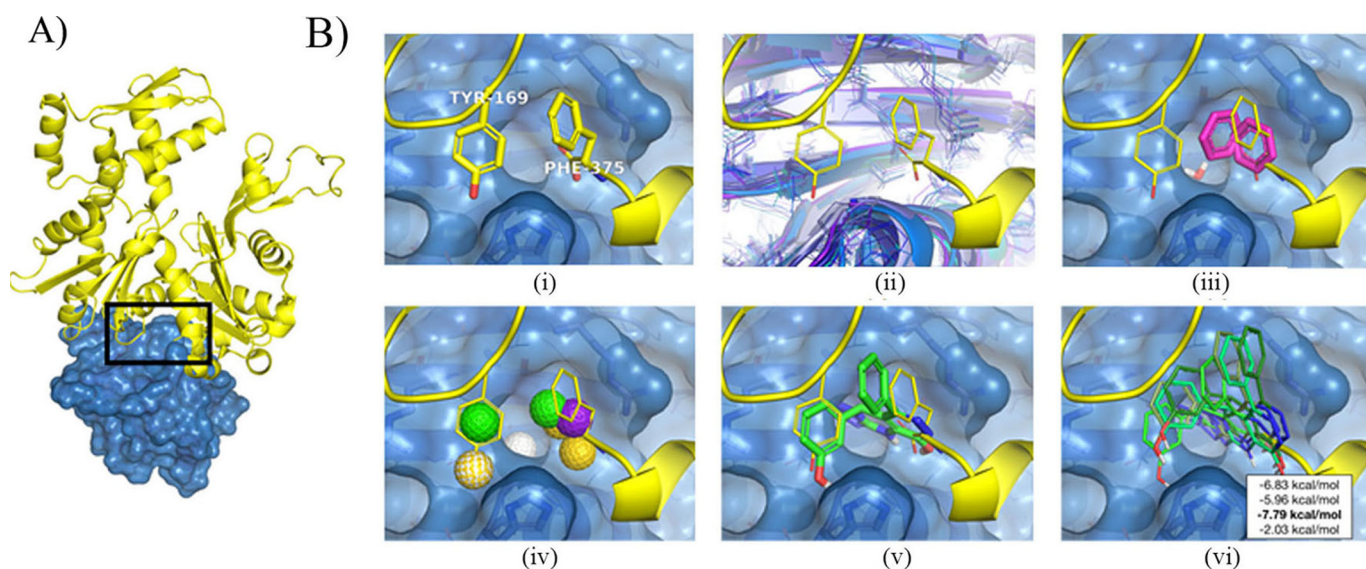 A)
B)
TYR-169
PHE-375
(i)
(ii)
(iii)
-6.83 kcal/mol
-5.96 kcal/mol
-7.79 kcal/mol
-2.03 kcal/mol
(iv)
(v)
(vi)